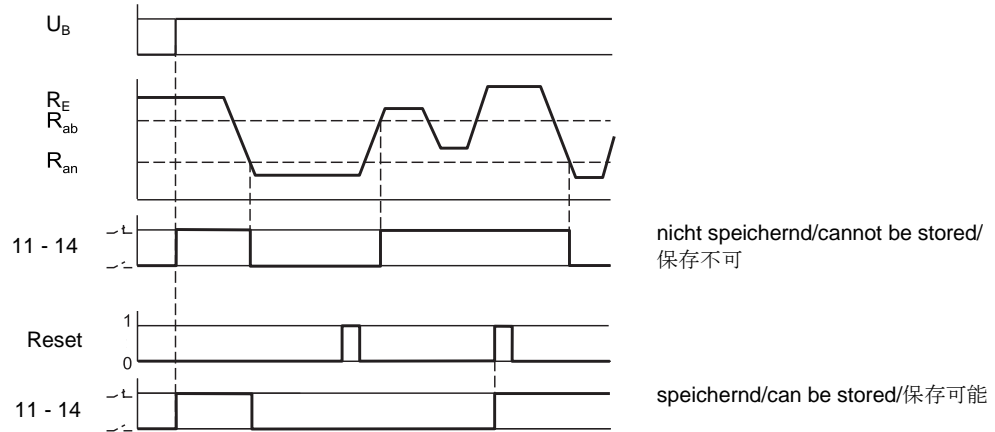 U_B
R_E
R_ab
R_an
11 - 14
nicht speichernd/cannot be stored/
保存不可
Reset
1
0
11 - 14
speichernd/can be stored/保存可能